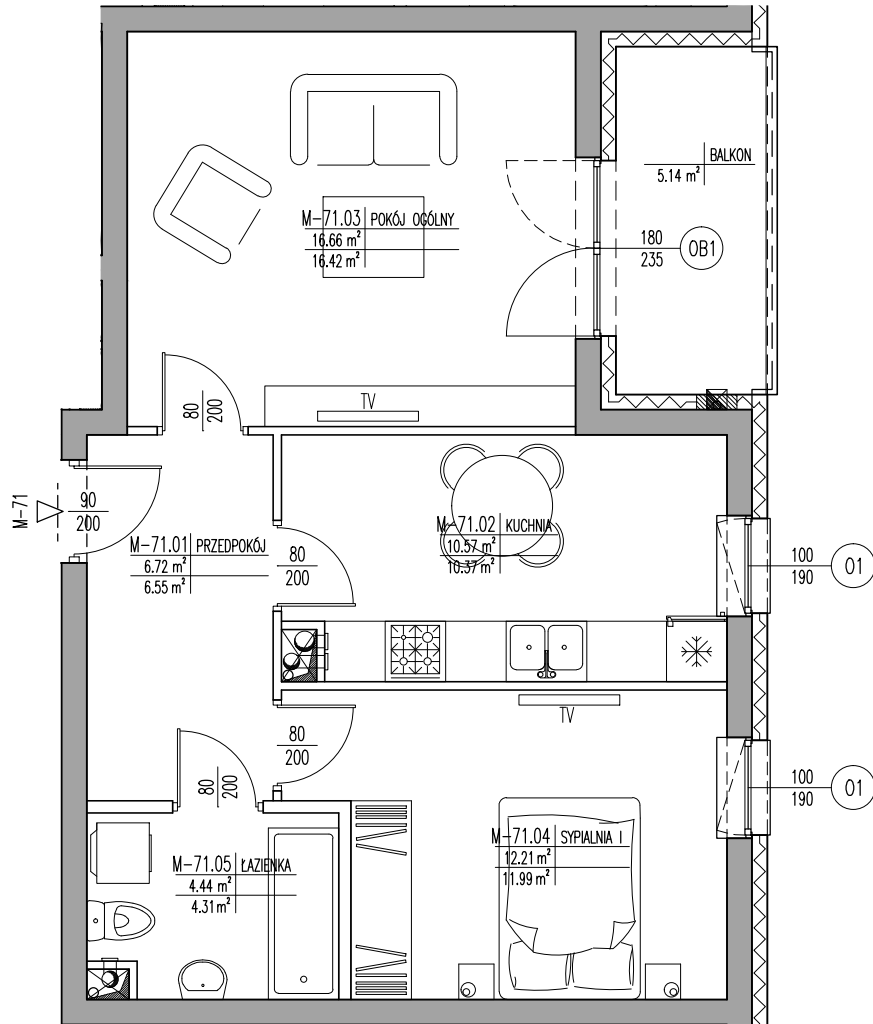 BALKON
5.14 m²
M-71.03 POKÓJ OGÓLNY
16.66 m²
16.42 m²
180
235
OB1
80
200
TV
M-71
90
200
M-71.01 PRZEDPOKÓJ
6.72 m²
6.55 m²
80
200
M-71.02 KUCHNIA
10.57 m²
10.37 m²
100
190
O1
80
200
TV
80
200
100
190
O1
M-71.04 SYPIALNIA I
12.21 m²
11.99 m²
M-71.05 ŁAZIENKA
4.44 m²
4.31 m²